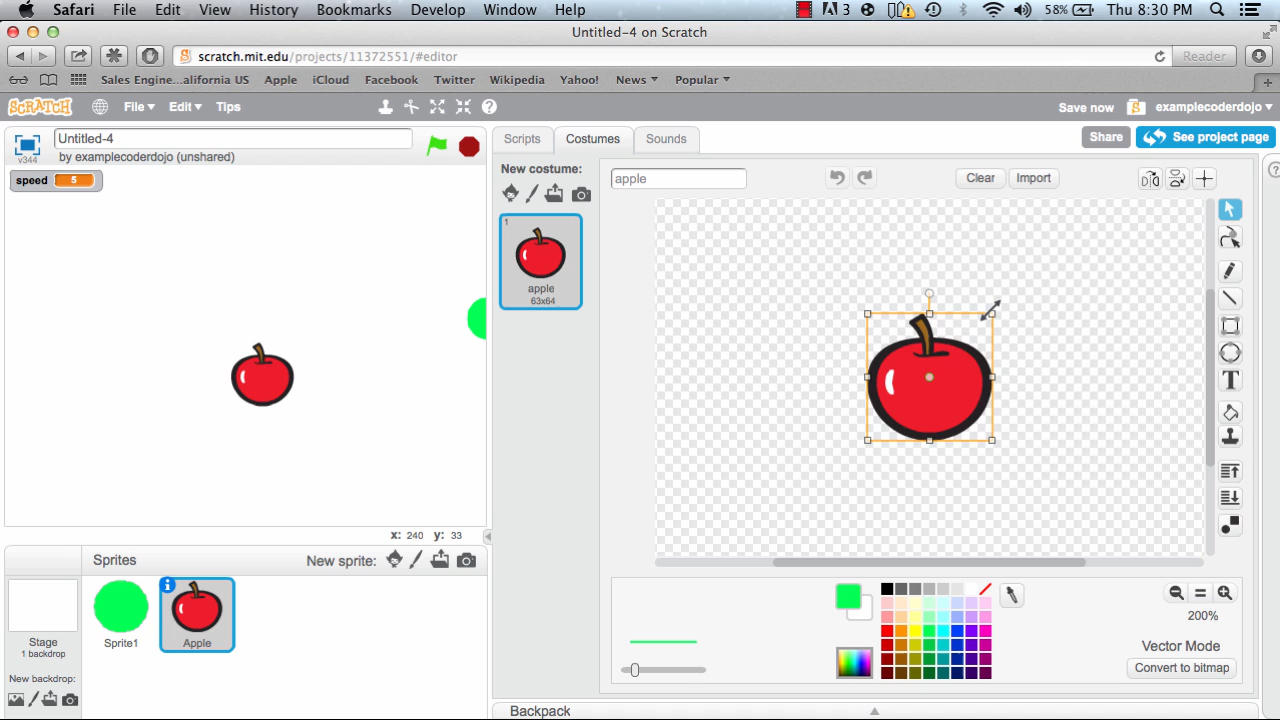 Safari File Edit View History Bookmarks Develop Window Help 3 58% Thu 8:30 PM
Untitled-4 on Scratch
scratch.mit.edu/projects/11372551/#editor Reader
Sales Engine...alifornia US Apple iCloud Facebook Twitter Wikipedia Yahoo! News Popular
SCRATCH File Edit Tips Save now examplecoderdojo
Untitled-4
v344 by examplecoderdojo (unshared)
Scripts Costumes Sounds Share See project page
speed 5
New costume:
apple Clear Import
1
apple
63x64
T
x: 240 y: 33
Sprites New sprite:
Sprite1 Apple
Stage
1 backdrop
New backdrop:
200%
Vector Mode
Convert to bitmap
Backpack